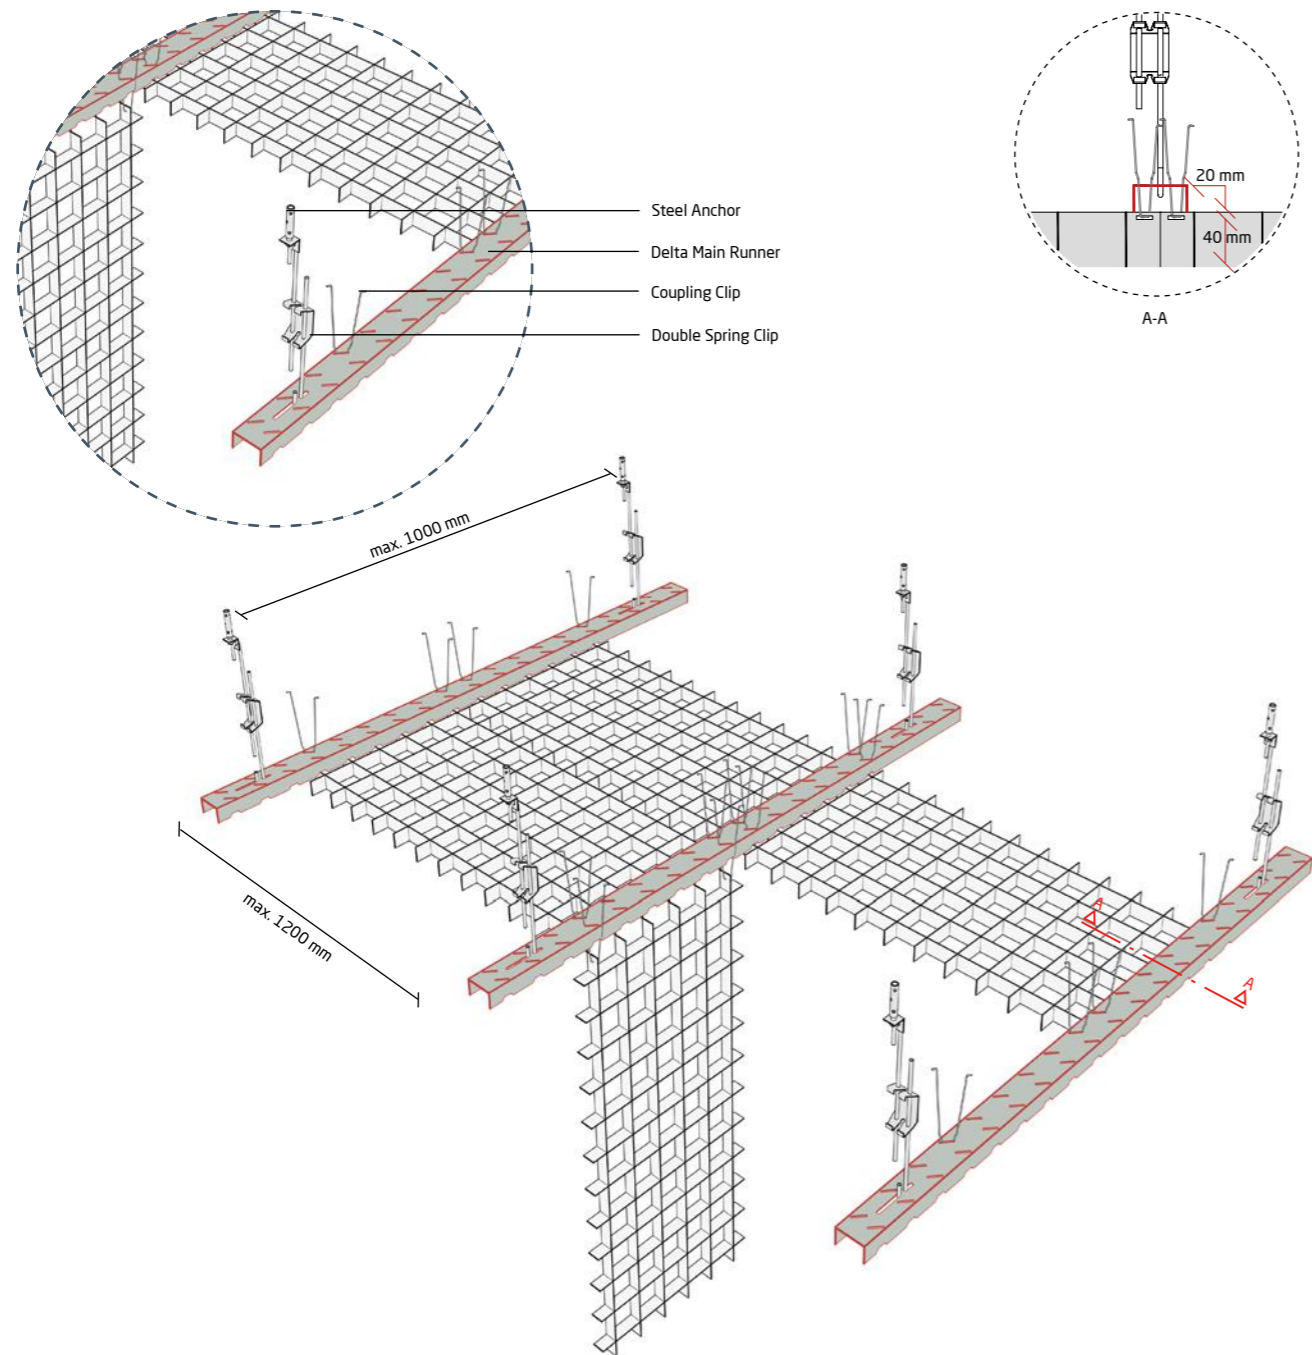 Steel Anchor
Delta Main Runner
Coupling Clip
Double Spring Clip
20 mm
40 mm
A-A
max. 1000 mm
max. 1200 mm
A
A